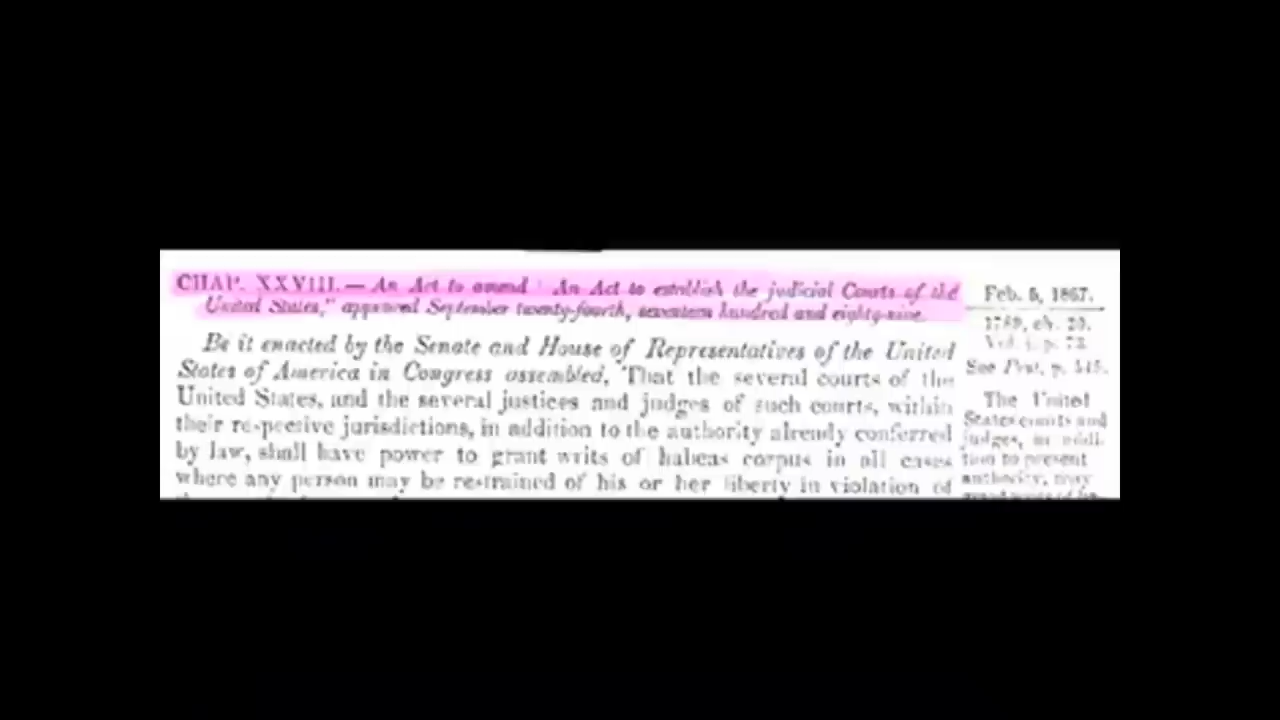 CHAP. XXVIII.—An Act to amend "An Act to establish the judicial Courts of the
United States," approved September twenty-fourth, seventeen hundred and eighty-nine.
Be it enacted by the Senate and House of Representatives of the United
States of America in Congress assembled, That the several courts of the
United States, and the several justices and judges of such courts, within
their respective jurisdictions, in addition to the authority already conferred
by law, shall have power to grant writs of habeas corpus in all cases
where any person may be restrained of his or her liberty in violation of
Feb. 5, 1867.
1789, ch. 20.
Vol. i. p. 73.
See Post, p. 545.
The United
States courts and
judges, in addi-
tion to present
authority, may